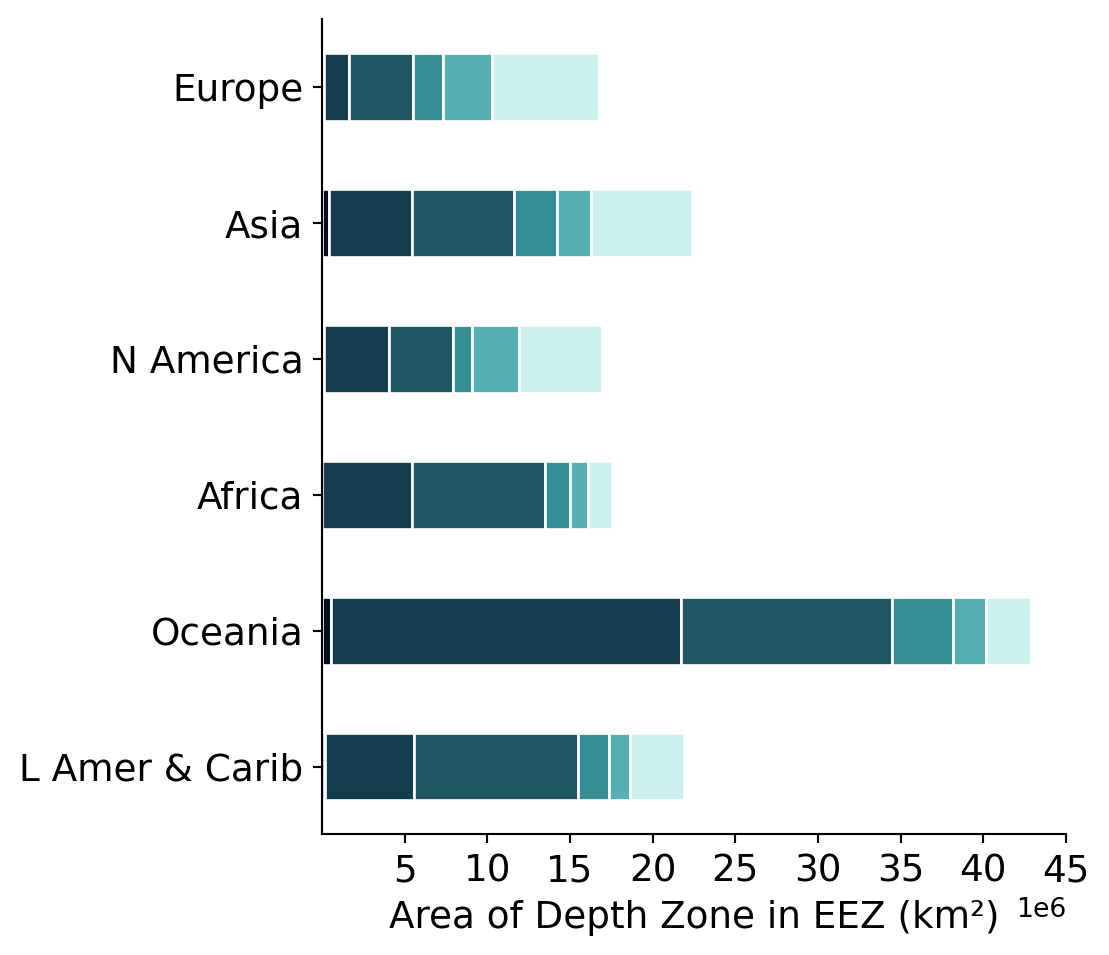 Europe
Asia
N America
Africa
Oceania
L Amer & Carib
5 10 15 20 25 30 35 40 45
Area of Depth Zone in EEZ (km²) 1e6